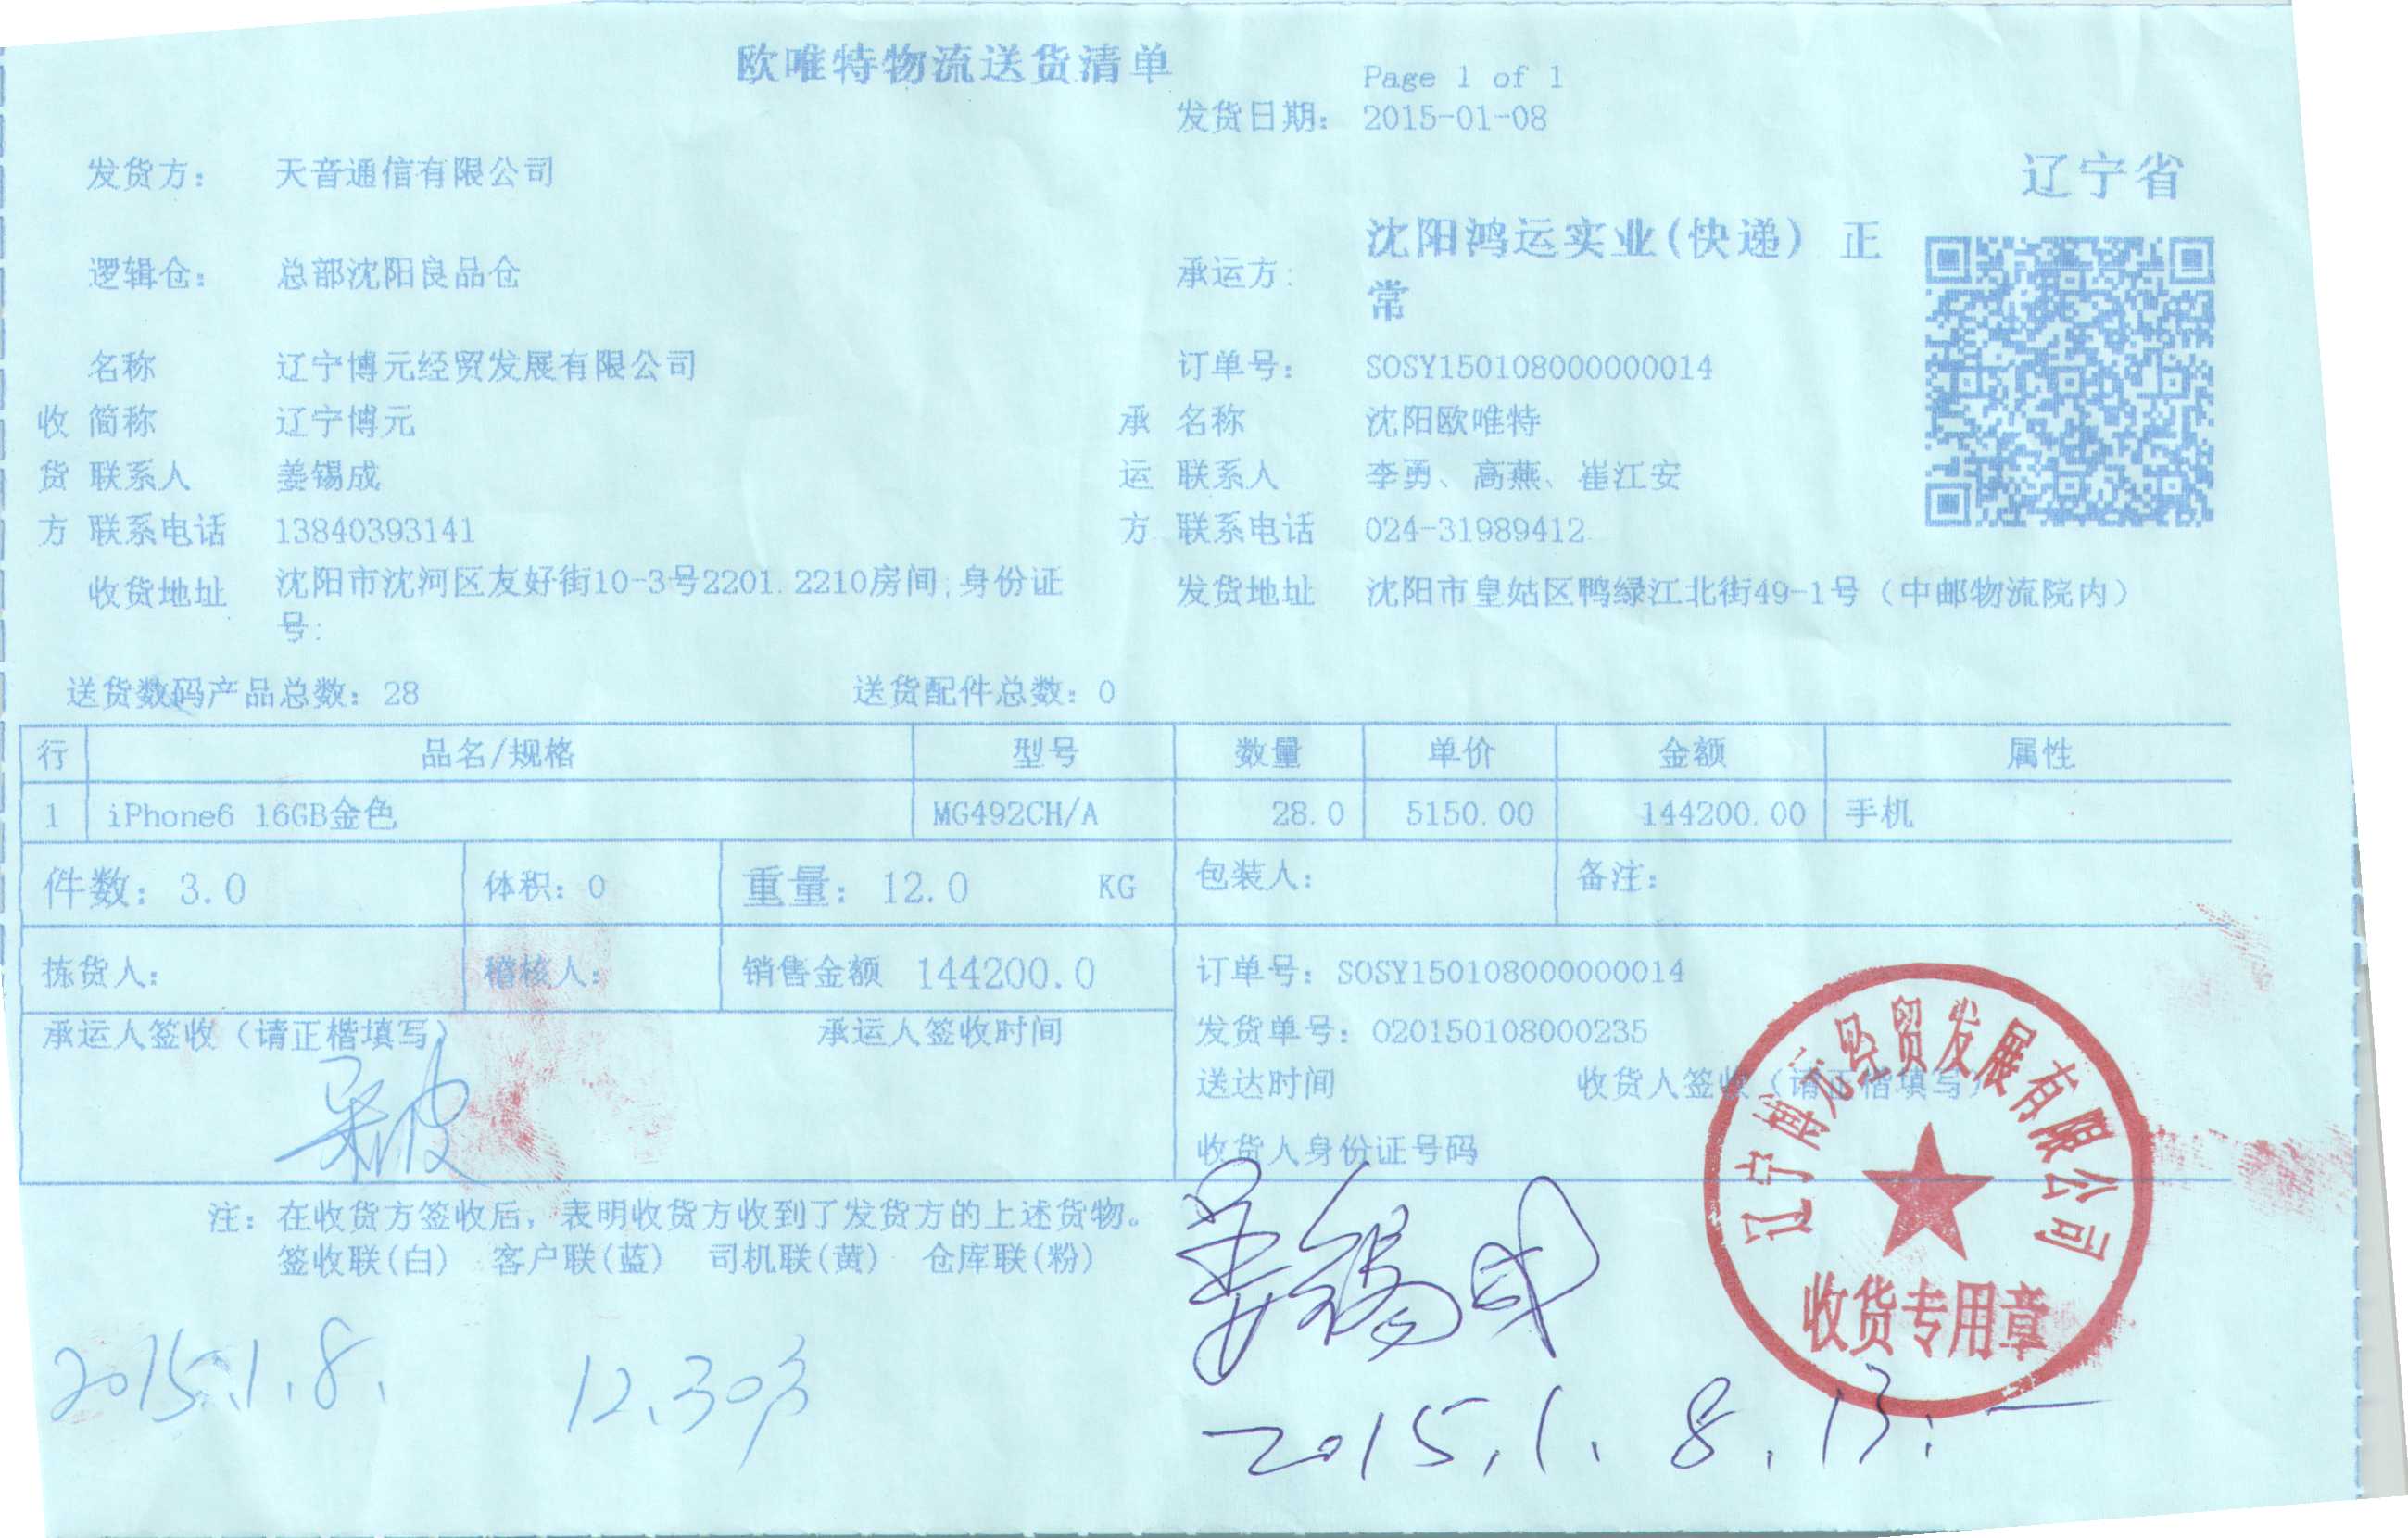 欧唯特物流送货清单
Page 1 of 1
发货日期: 2015-01-08
辽宁省
发货方: 天音通信有限公司
逻辑仓: 总部沈阳良品仓
承运方: 沈阳鸿运实业(快递) 正
常
名称 辽宁博元经贸发展有限公司
订单号: SOSY150108000000014
收 简称 辽宁博元
承 名称 沈阳欧唯特
货 联系人 姜锡成
运 联系人 李勇、高燕、崔江安
方 联系电话 13840393141
方 联系电话 024-31989412
收货地址 沈阳市沈河区友好街10-3号2201.2210房间;身份证
号:
发货地址 沈阳市皇姑区鸭绿江北街49-1号（中邮物流院内）
送货数码产品总数: 28 送货配件总数: 0
行 品名/规格 型号 数量 单价 金额 属性
1 iPhone6 16GB金色 MG492CH/A 28.0 5150.00 144200.00 手机
件数: 3.0 体积: 0 重量: 12.0 KG 包装人: 备注:
拣货人: 稽核人: 销售金额 144200.0
订单号: SOSY150108000000014
承运人签收（请正楷填写） 承运人签收时间
发货单号: 020150108000235
送达时间 收货人签收（请正楷填写）
收货人身份证号码
注: 在收货方签收后, 表明收货方收到了发货方的上述货物。
签收联(白) 客户联(蓝) 司机联(黄) 仓库联(粉)
姜锡成
辽宁博元经贸发展有限公司
收货专用章
2015.1.8. 12.30分
2015.1.8.13: